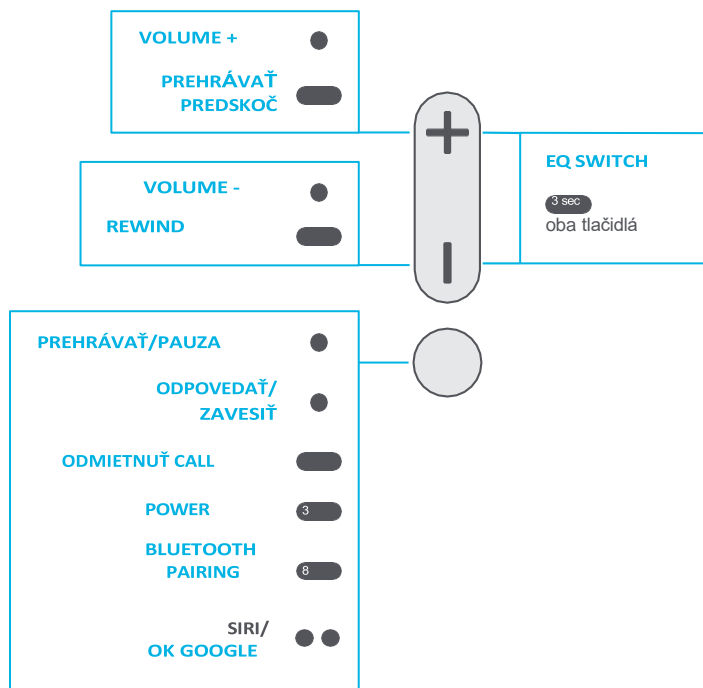 VOLUME +
PREHRÁVAŤ
PREDSKOČ
EQ SWITCH
3 sec
oba tlačidlá
VOLUME -
REWIND
PREHRÁVAŤ/PAUZA
ODPOVEDAŤ/
ZAVESIŤ
ODMIETNUŤ CALL
POWER
3
BLUETOOTH
PAIRING
8
SIRI/
OK GOOGLE